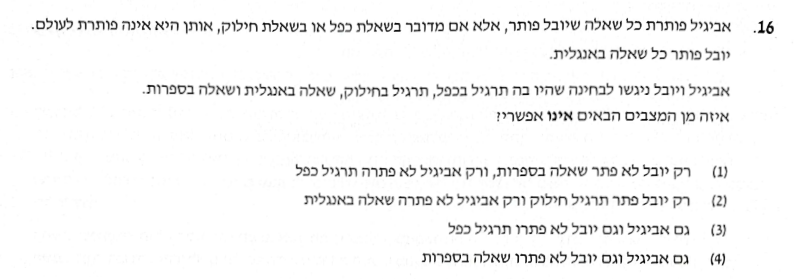 16. אביגיל פותרת כל שאלה שיובל פותר, אלא אם מדובר בשאלת כפל או בשאלת חילוק, אותן היא אינה פותרת לעולם.
יובל פותר כל שאלה באנגלית.
אביגיל ויובל ניגשו לבחינה שהיו בה תרגיל בכפל, תרגיל בחילוק, שאלה באנגלית ושאלה בספרות.
איזה מן המצבים הבאים אינו אפשרי?
(1) רק יובל לא פתר שאלה בספרות, ורק אביגיל לא פתרה תרגיל כפל
(2) רק יובל פתר תרגיל חילוק ורק אביגיל לא פתרה שאלה באנגלית
(3) גם אביגיל וגם יובל לא פתרו תרגיל כפל
(4) גם אביגיל וגם יובל לא פתרו שאלה בספרות